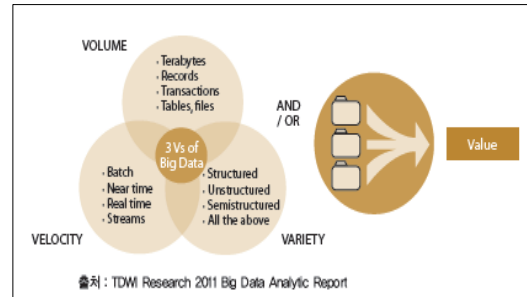 VOLUME
· Terabytes
· Records
· Transactions
· Tables, files
3 Vs of
Big Data
· Batch
· Near time
· Real time
· Streams
· Structured
· Unstructured
· Semistructured
· All the above
VELOCITY
VARIETY
AND
/ OR
Value
출처 : TDWI Research 2011 Big Data Analytic Report